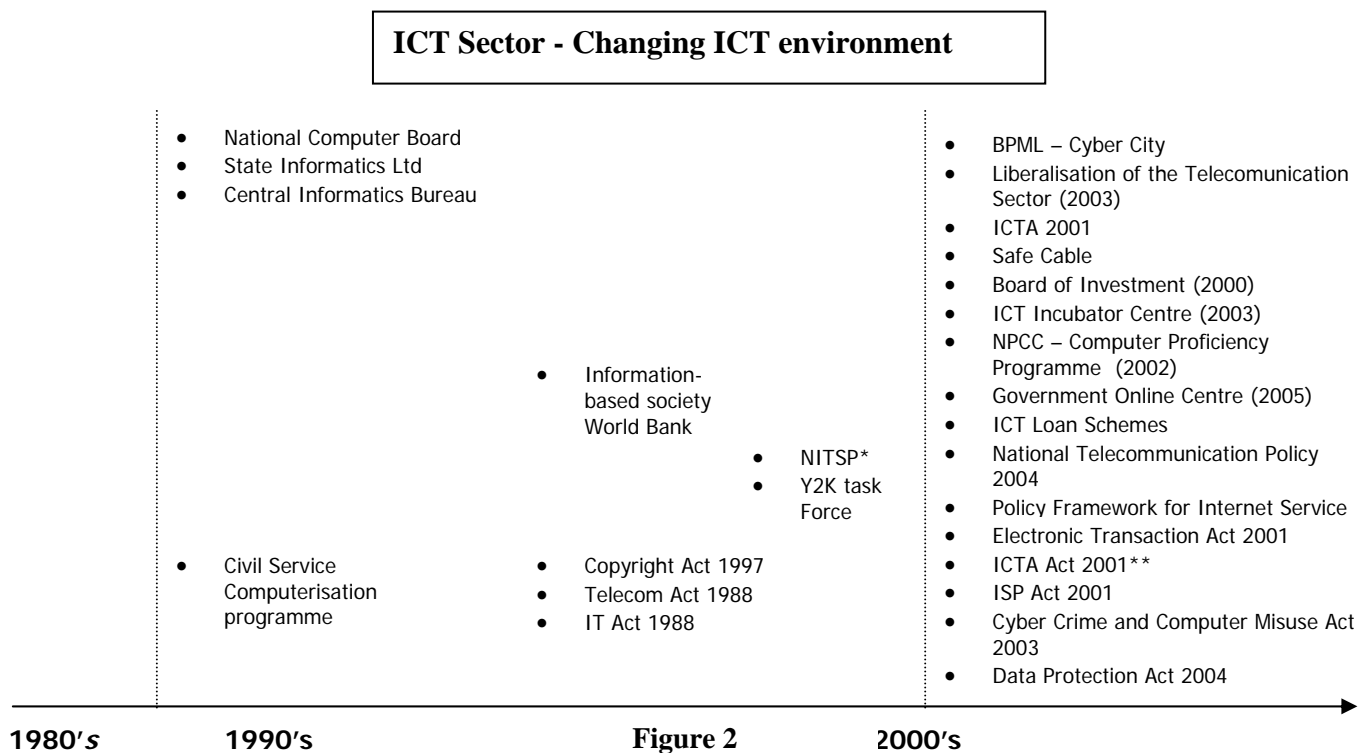 ICT Sector - Changing ICT environment
• National Computer Board
• State Informatics Ltd
• Central Informatics Bureau
• Civil Service
Computerisation
programme
• Information-
based society
World Bank
• NITSP*
• Y2K task
Force
• Copyright Act 1997
• Telecom Act 1988
• IT Act 1988
• BPML – Cyber City
• Liberalisation of the Telecomunication
Sector (2003)
• ICTA 2001
• Safe Cable
• Board of Investment (2000)
• ICT Incubator Centre (2003)
• NPCC – Computer Proficiency
Programme (2002)
• Government Online Centre (2005)
• ICT Loan Schemes
• National Telecommunication Policy
2004
• Policy Framework for Internet Service
• Electronic Transaction Act 2001
• ICTA Act 2001**
• ISP Act 2001
• Cyber Crime and Computer Misuse Act
2003
• Data Protection Act 2004
1980's 1990's Figure 2 2000's